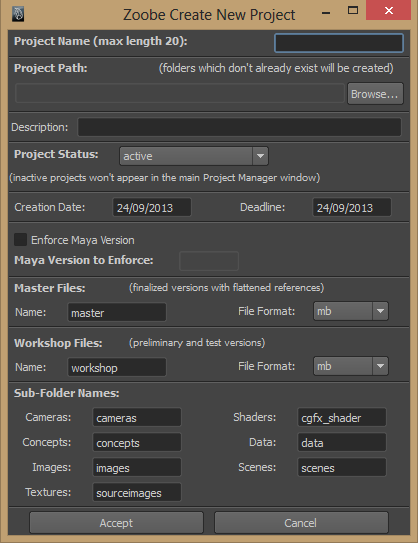 Zoobe Create New Project
Project Name (max length 20):
Project Path: (folders which don't already exist will be created)
Browse...
Description:
Project Status: active
(inactive projects won't appear in the main Project Manager window)
Creation Date: 24/09/2013 Deadline: 24/09/2013
Enforce Maya Version
Maya Version to Enforce:
Master Files: (finalized versions with flattened references)
Name: master File Format: mb
Workshop Files: (preliminary and test versions)
Name: workshop File Format: mb
Sub-Folder Names:
Cameras: cameras Shaders: cgfx_shader
Concepts: concepts Data: data
Images: images Scenes: scenes
Textures: sourceimages
Accept Cancel